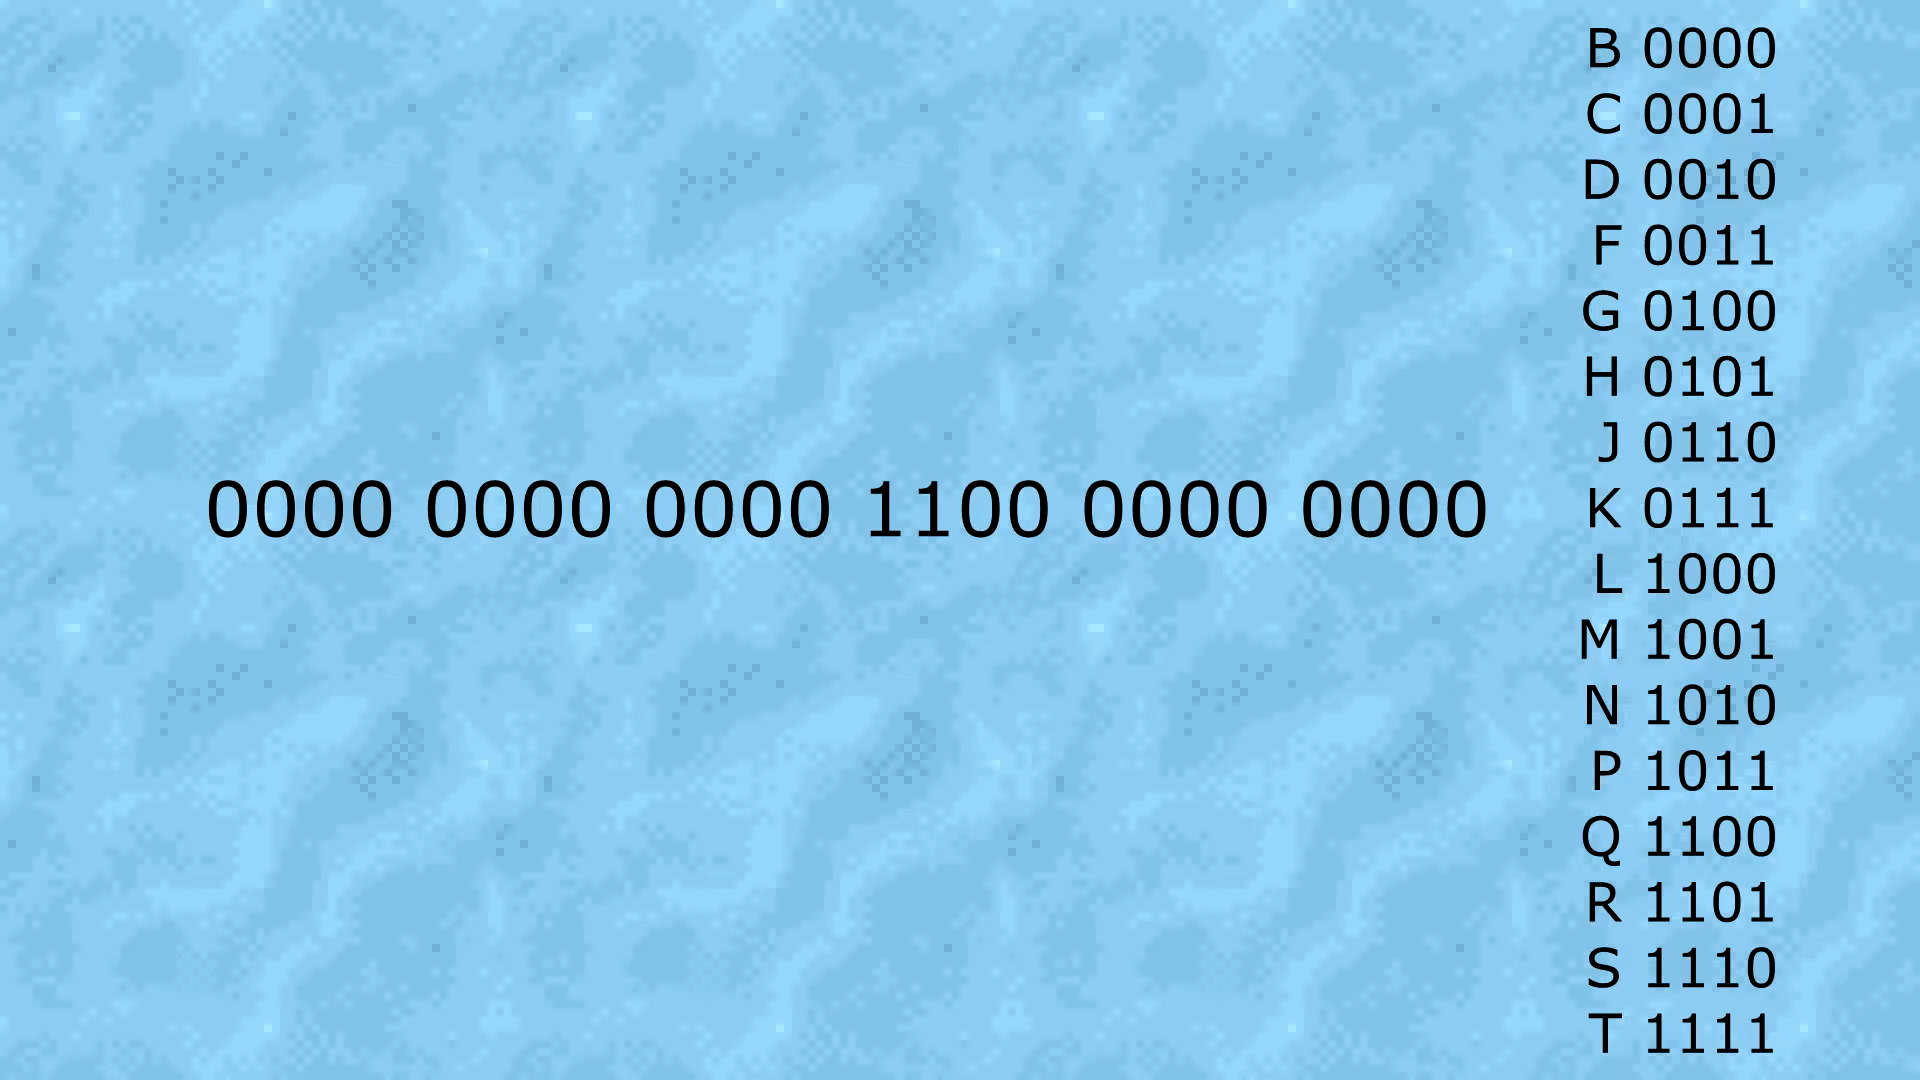 0000 0000 0000 1100 0000 0000
B 0000
C 0001
D 0010
F 0011
G 0100
H 0101
J 0110
K 0111
L 1000
M 1001
N 1010
P 1011
Q 1100
R 1101
S 1110
T 1111